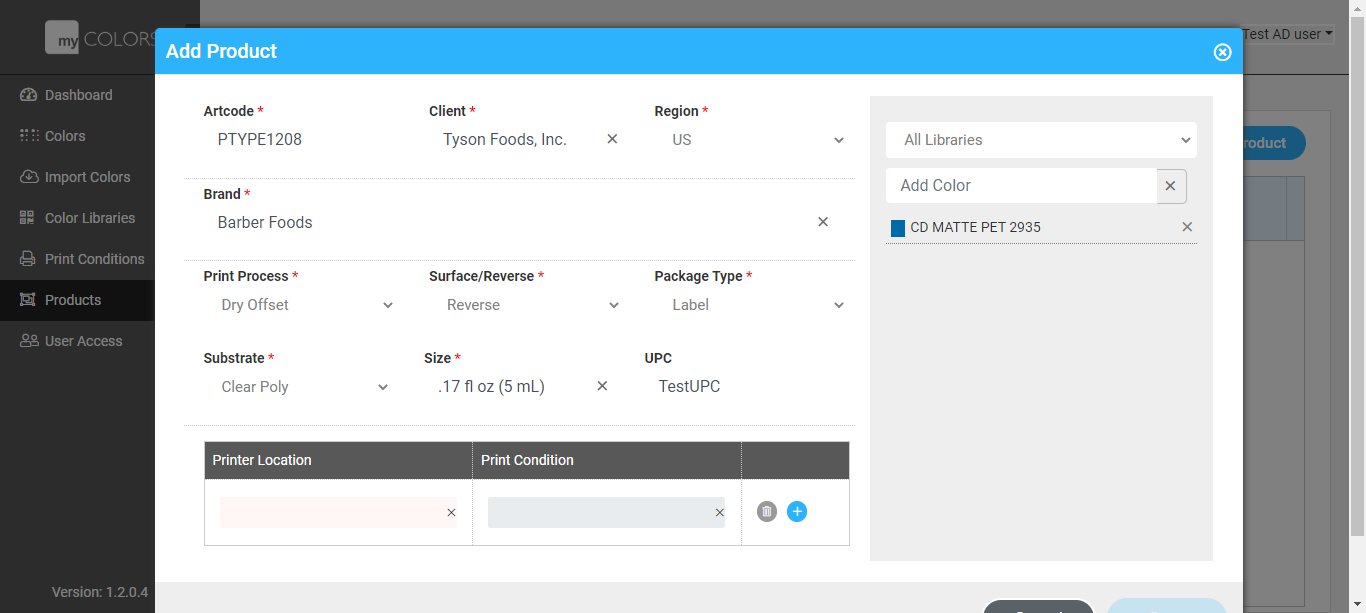 my COLORS
Test AD user
Add Product
Dashboard
Colors
Import Colors
Color Libraries
Print Conditions
Products
User Access
Version: 1.2.0.4
Artcode *
Client *
Region *
PTYPE1208
Tyson Foods, Inc.
US
Brand *
Barber Foods
Print Process *
Surface/Reverse *
Package Type *
Dry Offset
Reverse
Label
Substrate *
Size *
UPC
Clear Poly
.17 fl oz (5 mL)
TestUPC
Printer Location
Print Condition
All Libraries
Add Color
CD MATTE PET 2935
roduct